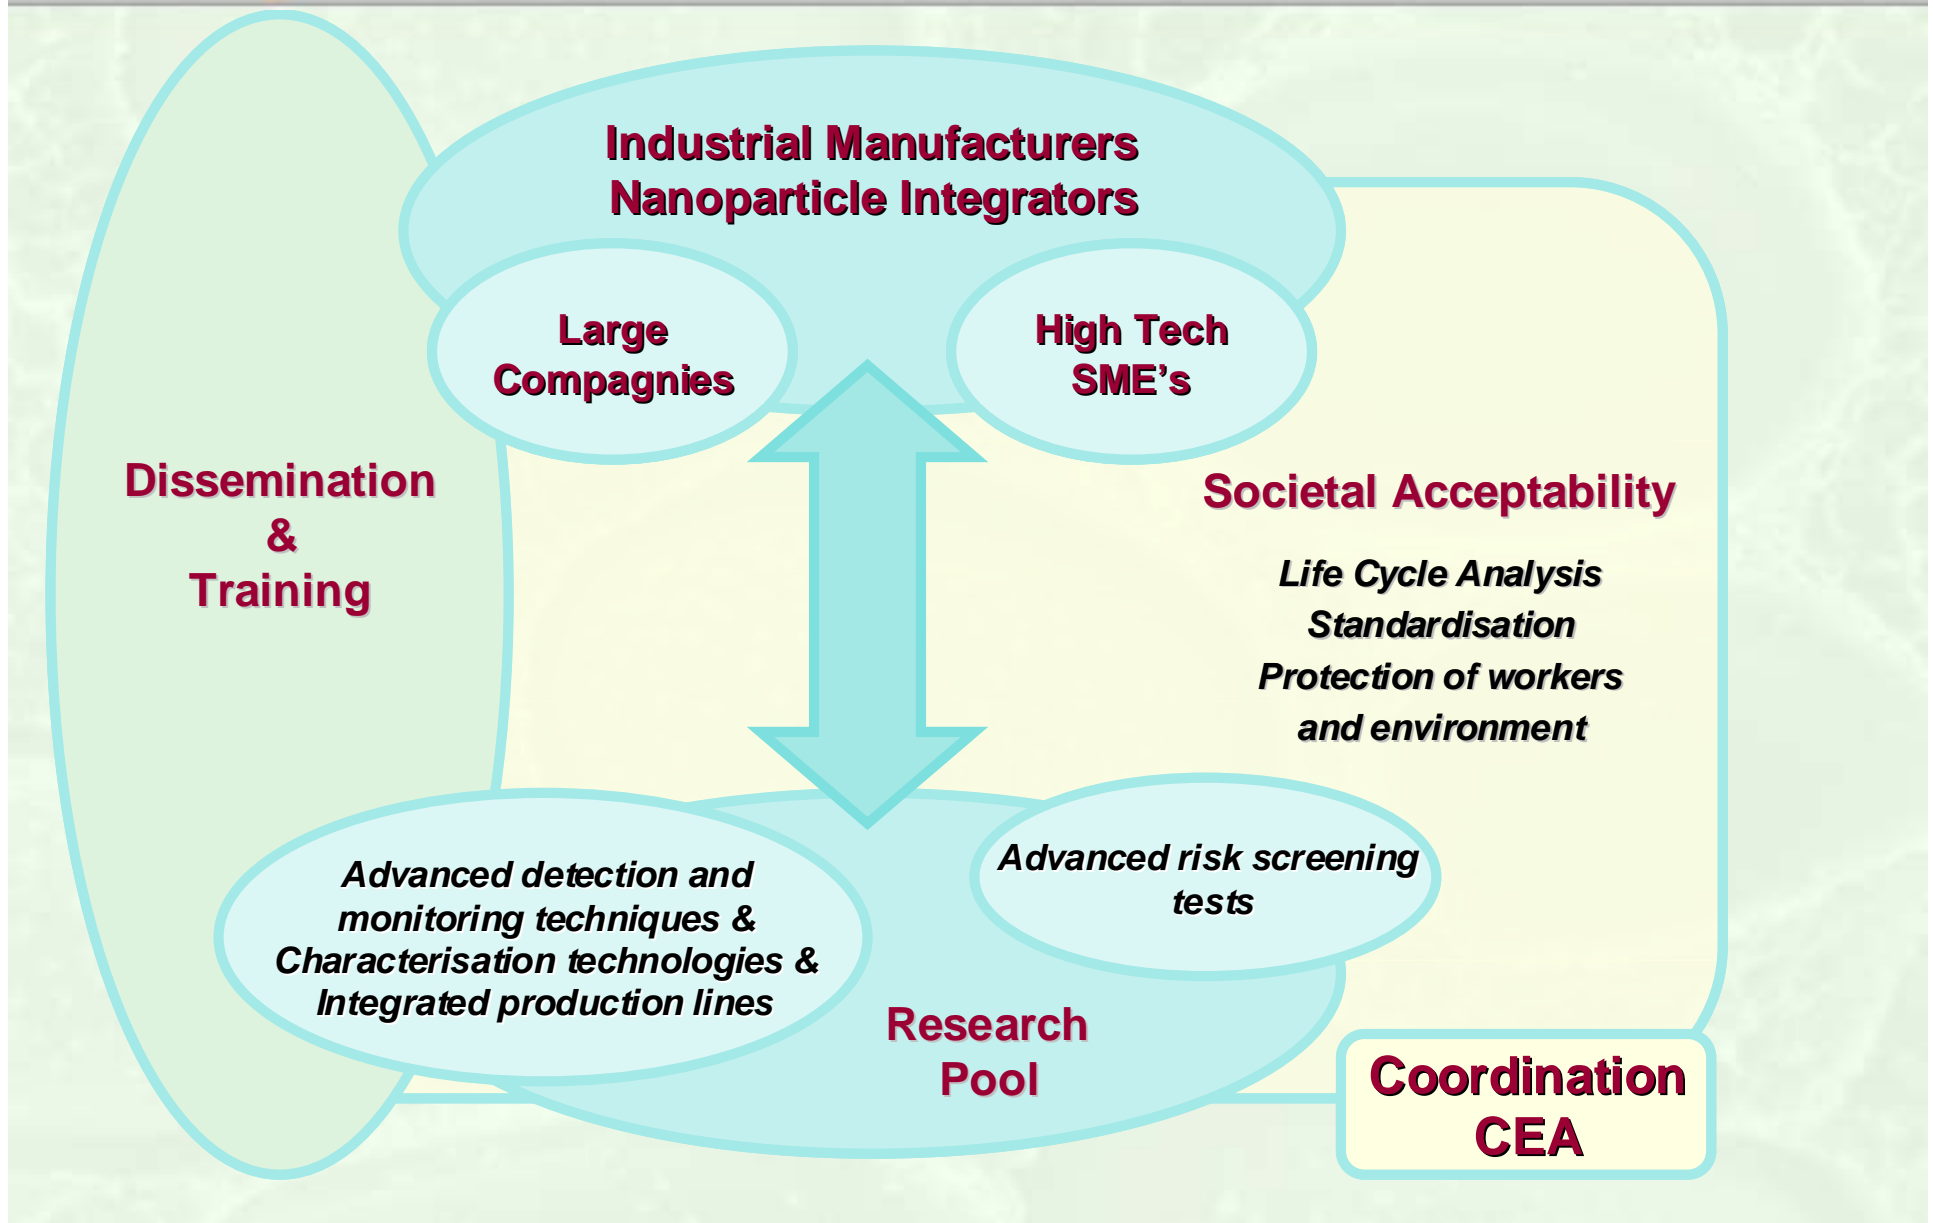 Industrial Manufacturers
Nanoparticle Integrators
Large
Compagnies
High Tech
SME’s
Dissemination
&
Training
Societal Acceptability
Life Cycle Analysis
Standardisation
Protection of workers
and environment
Advanced detection and
monitoring techniques &
Characterisation technologies &
Integrated production lines
Advanced risk screening
tests
Research
Pool
Coordination
CEA